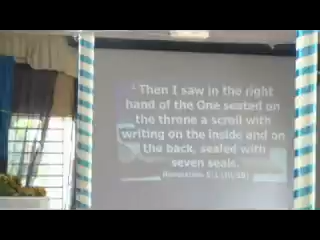 ¹ Then I saw in the right
hand of the One seated on
the throne a scroll with
writing on the inside and on
the back, sealed with
seven seals.
Revelation 5:1